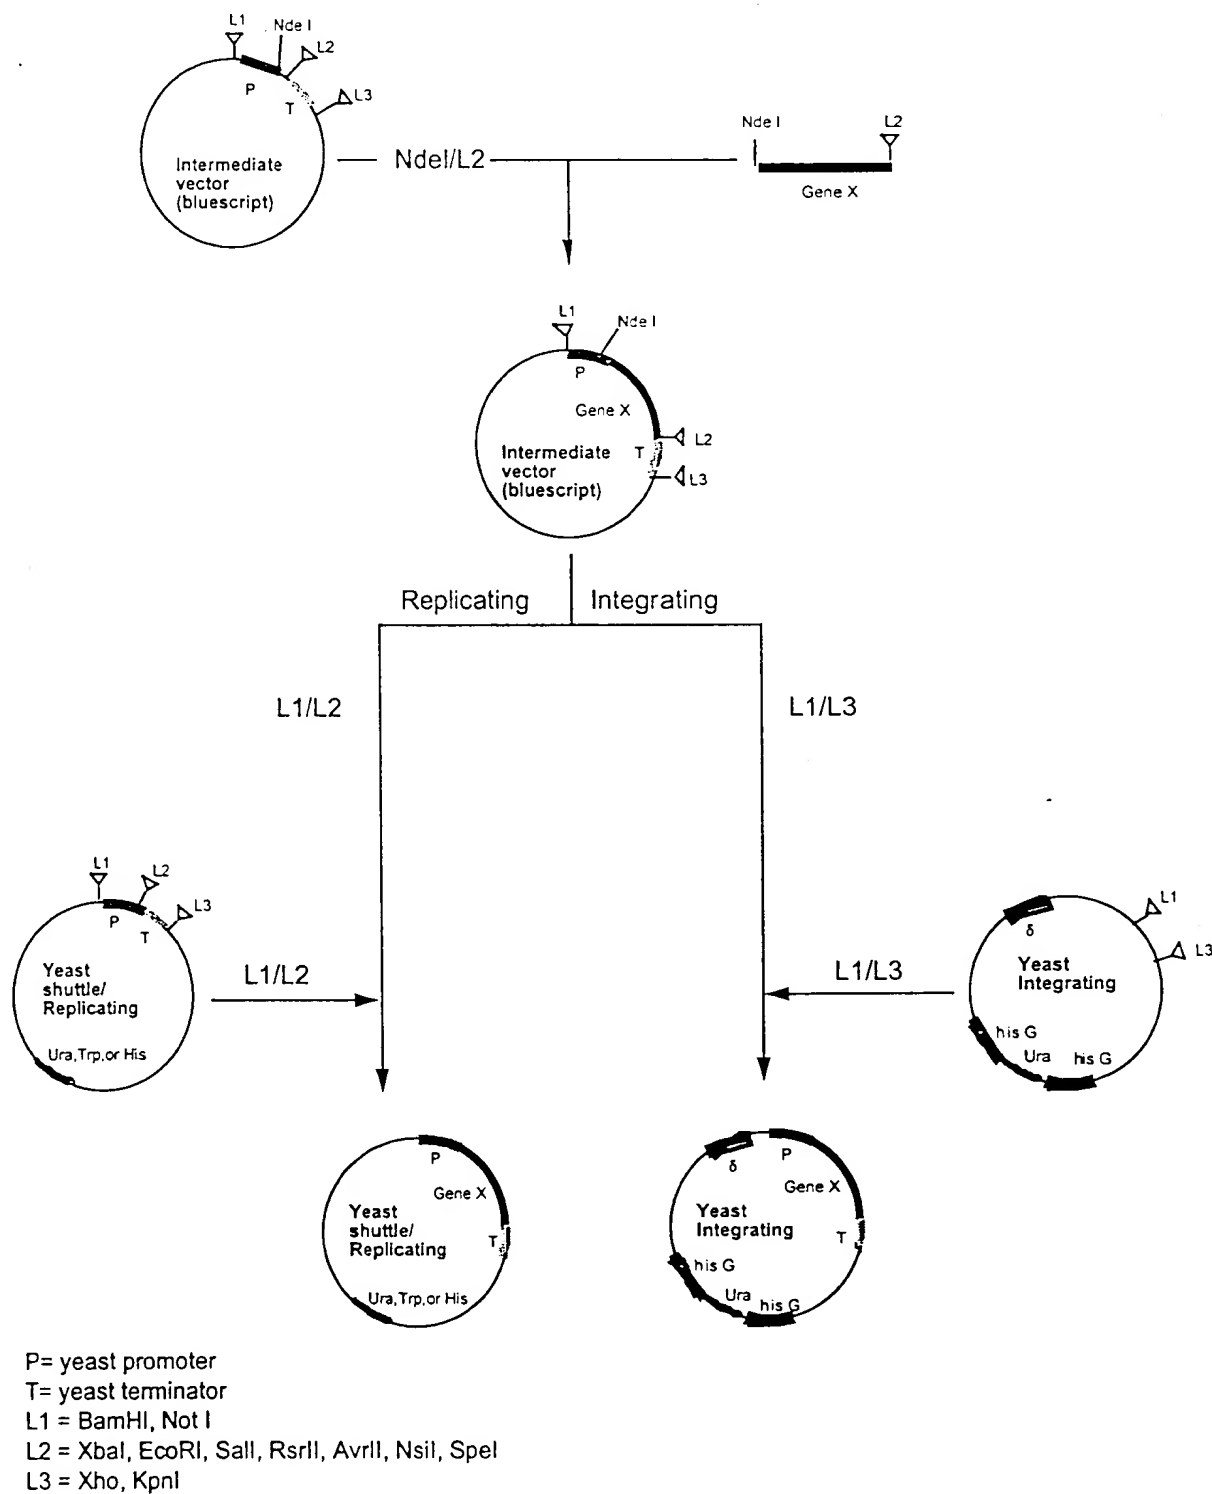 L1
Nde I
L2
P
T
L3
Intermediate
vector
(bluescript)
NdeI/L2
Nde I
L2
Gene X
L1
Nde I
P
Gene X
L2
T
L3
Intermediate
vector
(bluescript)
Replicating
Integrating
L1/L2
L1/L3
L1
L2
L3
P
T
Yeast
shuttle/
Replicating
Ura,Trp,or His
L1/L2
L1/L3
L1
L3
δ
Yeast
Integrating
his G
Ura
his G
P
Gene X
T
Yeast
shuttle/
Replicating
Ura,Trp,or His
δ
P
Gene X
T
Yeast
Integrating
his G
Ura
his G
P= yeast promoter
T= yeast terminator
L1 = BamHI, Not I
L2 = XbaI, EcoRI, SalI, RsrII, AvrII, NsiI, SpeI
L3 = Xho, KpnI